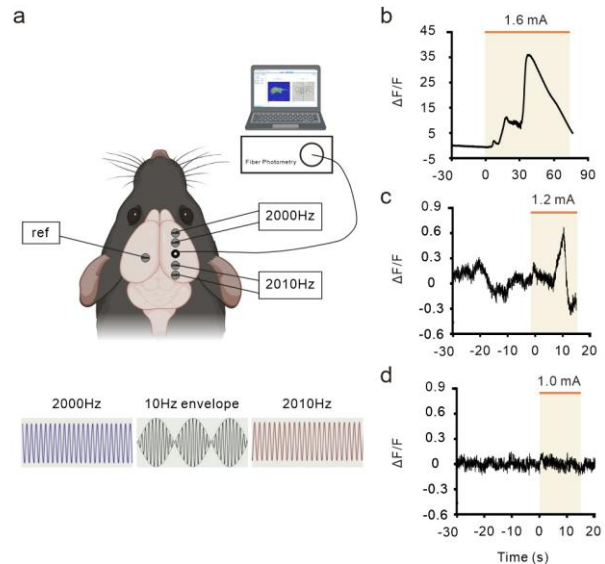 a
Fiber Photometry
2000Hz
ref
2010Hz
2000Hz
10Hz envelope
2010Hz
b
1.6 mA
45
35
25
15
5
-5
ΔF/F
-30
0
30
60
90
c
1.2 mA
0.9
0.6
0.3
0
-0.3
-0.6
ΔF/F
-30
-20
-10
0
10
20
d
1.0 mA
0.9
0.6
0.3
0
-0.3
-0.6
ΔF/F
-30
-20
-10
0
10
20
Time (s)